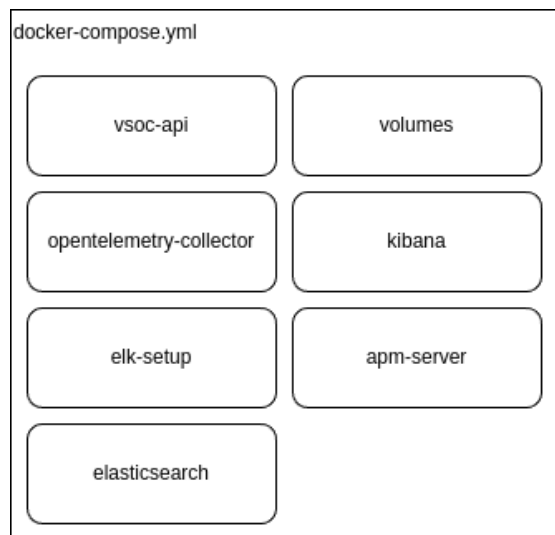 docker-compose.yml
vsoc-api
volumes
opentelemetry-collector
kibana
elk-setup
apm-server
elasticsearch